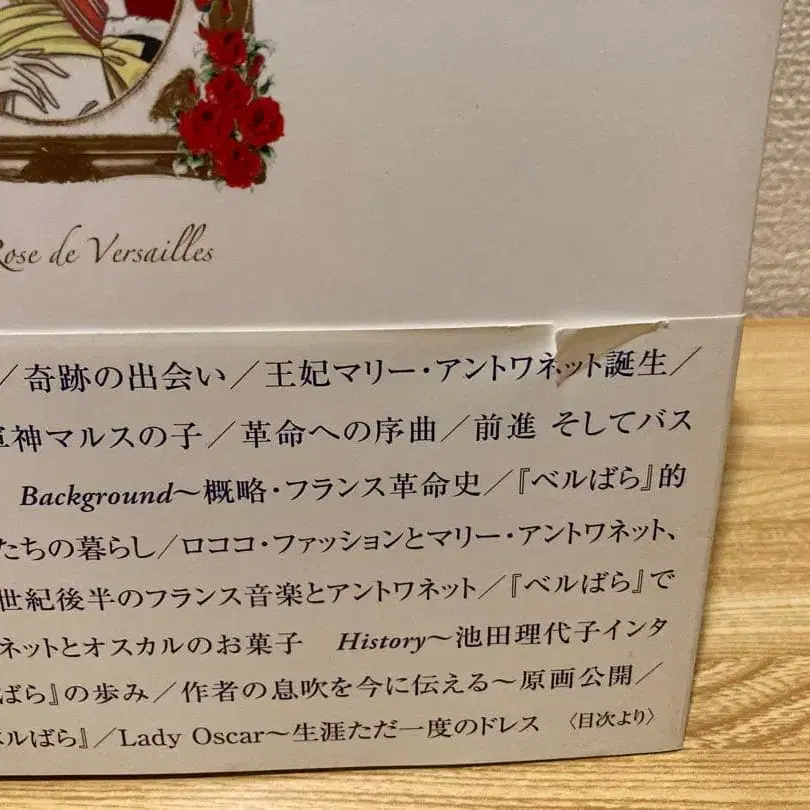 Rose de Versailles
／奇跡の出会い／王妃マリー・アントワネット誕生／
軍神マルスの子／革命への序曲／前進 そしてバス
Background～概略・フランス革命史／『ベルばら』的
たちの暮らし／ロココ・ファッションとマリー・アントワネット、
世紀後半のフランス音楽とアントワネット／『ベルばら』で
ネットとオスカルのお菓子 History～池田理代子インタ
ばら』の歩み／作者の息吹を今に伝える～原画公開／
ベルばら』／Lady Oscar～生涯ただ一度のドレス 〈目次より〉